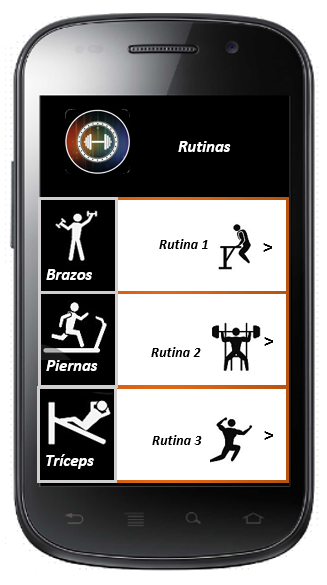 Rutinas
Rutina 1 >
Brazos
Rutina 2 >
Piernas
Rutina 3 >
Tríceps